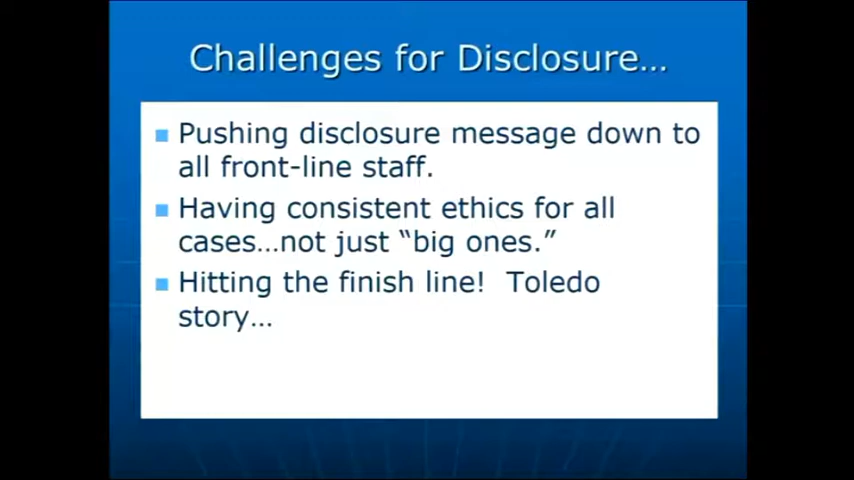 Challenges for Disclosure…
Pushing disclosure message down to
all front-line staff.
Having consistent ethics for all
cases…not just “big ones.”
Hitting the finish line!  Toledo
story…